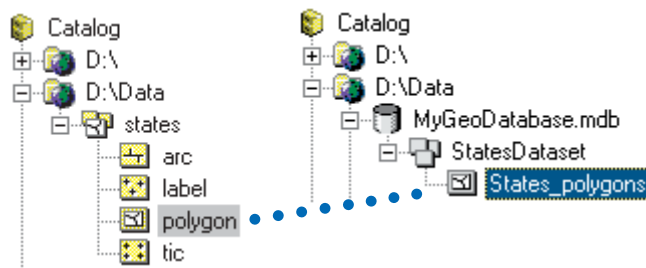 Catalog
D:\
D:\Data
states
arc
label
polygon
tic
Catalog
D:\
D:\Data
MyGeoDatabase.mdb
StatesDataset
States_polygons